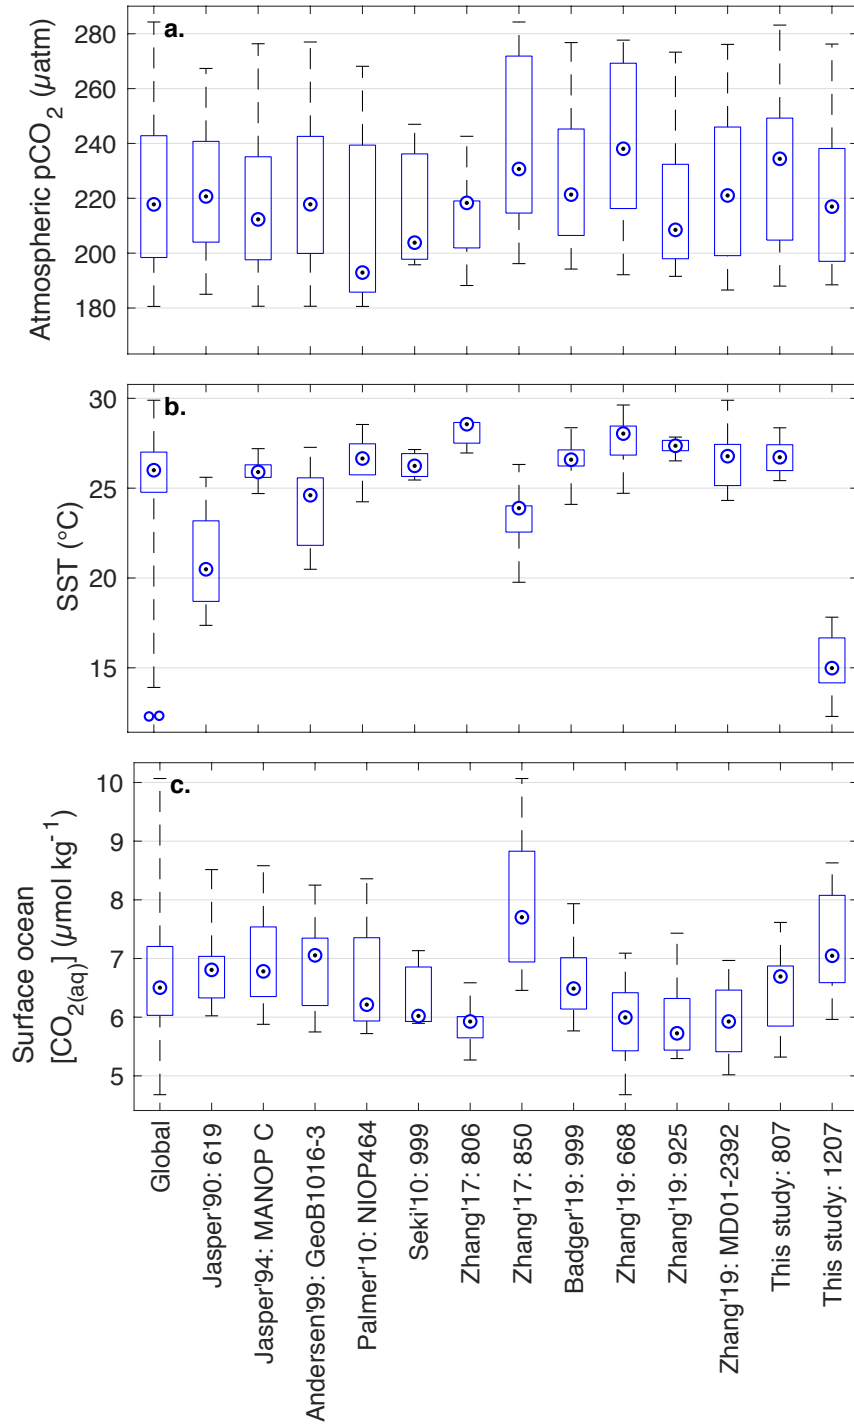 a.
280
260
240
220
200
180
Atmospheric pCO2 (μatm)
b.
30
25
20
15
SST (°C)
c.
10
9
8
7
6
5
Surface ocean
[CO2(aq)] (μmol kg-1)
Global
Jasper'90: 619
Jasper'94: MANOP C
Andersen'99: GeoB1016-3
Palmer'10: NIOP464
Seki'10: 999
Zhang'17: 806
Zhang'17: 850
Badger'19: 999
Zhang'19: 668
Zhang'19: 925
Zhang'19: MD01-2392
This study: 807
This study: 1207